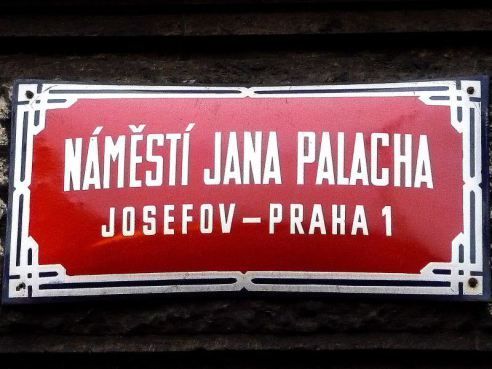 NÁMĚSTÍ JANA PALACHA
JOSEFOV – PRAHA 1